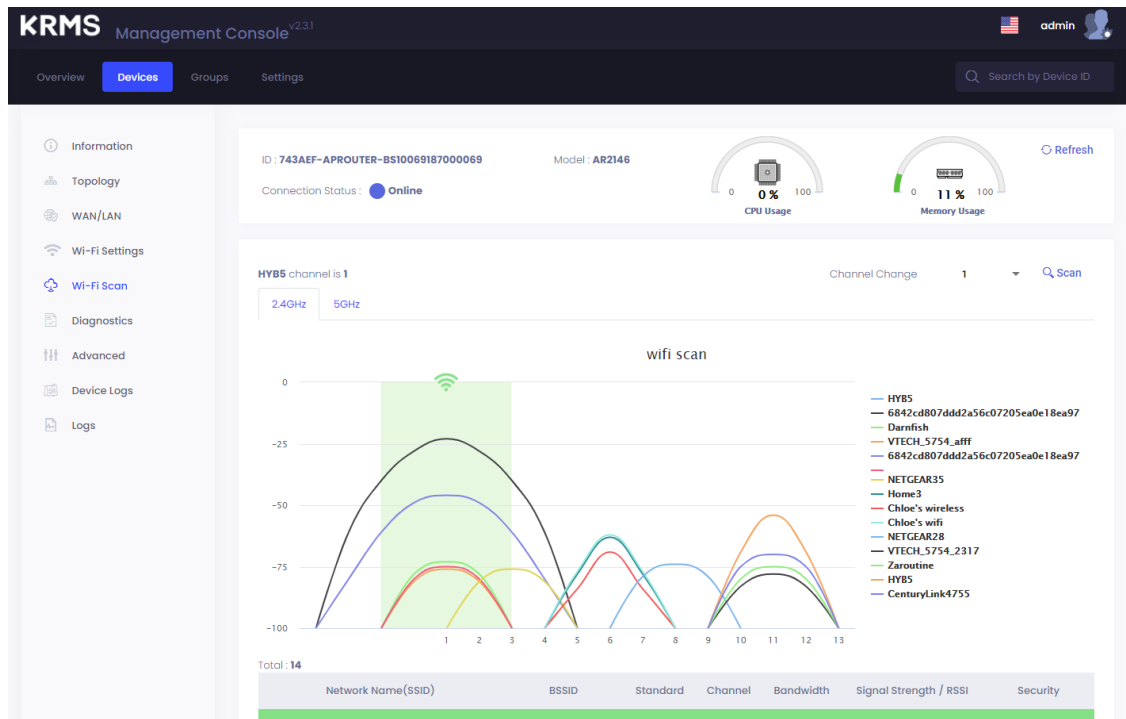 KRMS Management Console v2.3.1
admin
Overview Devices Groups Settings
Search by Device ID
Information
Topology
WAN/LAN
Wi-Fi Settings
Wi-Fi Scan
Diagnostics
Advanced
Device Logs
Logs
ID : 743AEF-APROUTER-BS10069187000069 Model : AR2146
Connection Status : Online
0 0 % 100
CPU Usage
0 11 % 100
Memory Usage
Refresh
HYB5 channel is 1
Channel Change 1 Scan
2.4GHz 5GHz
wifi scan
0
-25
-50
-75
-100
1 2 3 4 5 6 7 8 9 10 11 12 13
HYB5
6842cd807ddd2a56c07205ea0e18ea97
Darnfish
VTECH_5754_afff
6842cd807ddd2a56c07205ea0e18ea97
NETGEAR35
Home3
Chloe's wireless
Chloe's wifi
NETGEAR28
VTECH_5754_2317
Zaroutine
HYB5
CenturyLink4755
Total : 14
Network Name(SSID) BSSID Standard Channel Bandwidth Signal Strength / RSSI Security